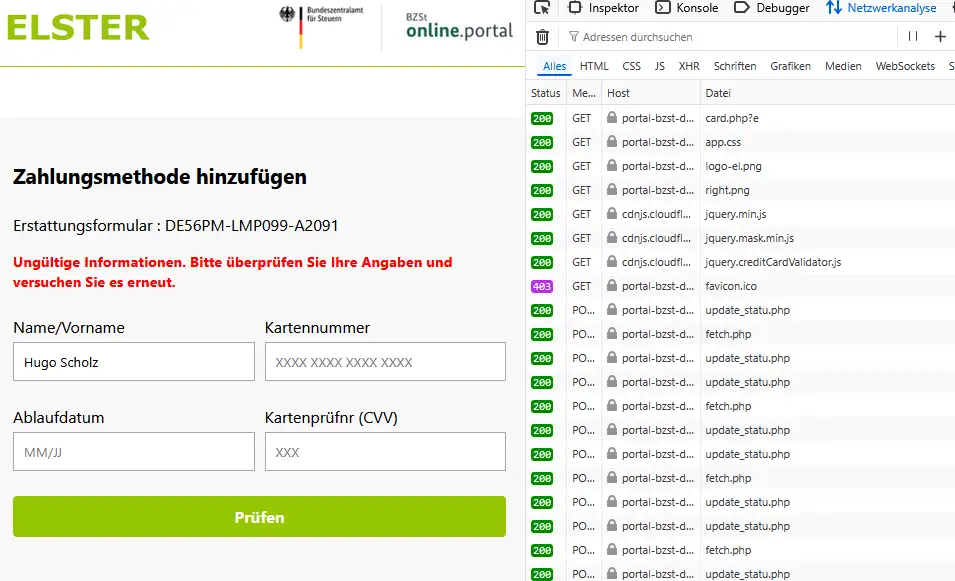 ELSTER
Bundeszentralamt
für Steuern
BZSt
online.portal
Zahlungsmethode hinzufügen
Erstattungsformular : DE56PM-LMP099-A2091
Ungültige Informationen. Bitte überprüfen Sie Ihre Angaben und
versuchen Sie es erneut.
Name/Vorname Kartennummer
Hugo Scholz XXXX XXXX XXXX XXXX
Ablaufdatum Kartenprüfnr (CVV)
MM/JJ XXX
Prüfen
Inspektor Konsole Debugger Netzwerkanalyse
Adressen durchsuchen
Alles HTML CSS JS XHR Schriften Grafiken Medien WebSockets S
Status Me... Host Datei
200 GET portal-bzst-d... card.php?e
200 GET portal-bzst-d... app.css
200 GET portal-bzst-d... logo-el.png
200 GET portal-bzst-d... right.png
200 GET cdnjs.cloudfl... jquery.min.js
200 GET cdnjs.cloudfl... jquery.mask.min.js
200 GET cdnjs.cloudfl... jquery.creditCardValidator.js
403 GET portal-bzst-d... favicon.ico
200 PO... portal-bzst-d... update_statu.php
200 PO... portal-bzst-d... fetch.php
200 PO... portal-bzst-d... update_statu.php
200 PO... portal-bzst-d... update_statu.php
200 PO... portal-bzst-d... fetch.php
200 PO... portal-bzst-d... update_statu.php
200 PO... portal-bzst-d... update_statu.php
200 PO... portal-bzst-d... fetch.php
200 PO... portal-bzst-d... update_statu.php
200 PO... portal-bzst-d... update_statu.php
200 PO... portal-bzst-d... fetch.php
200 PO... portal-bzst-d... update_statu.php